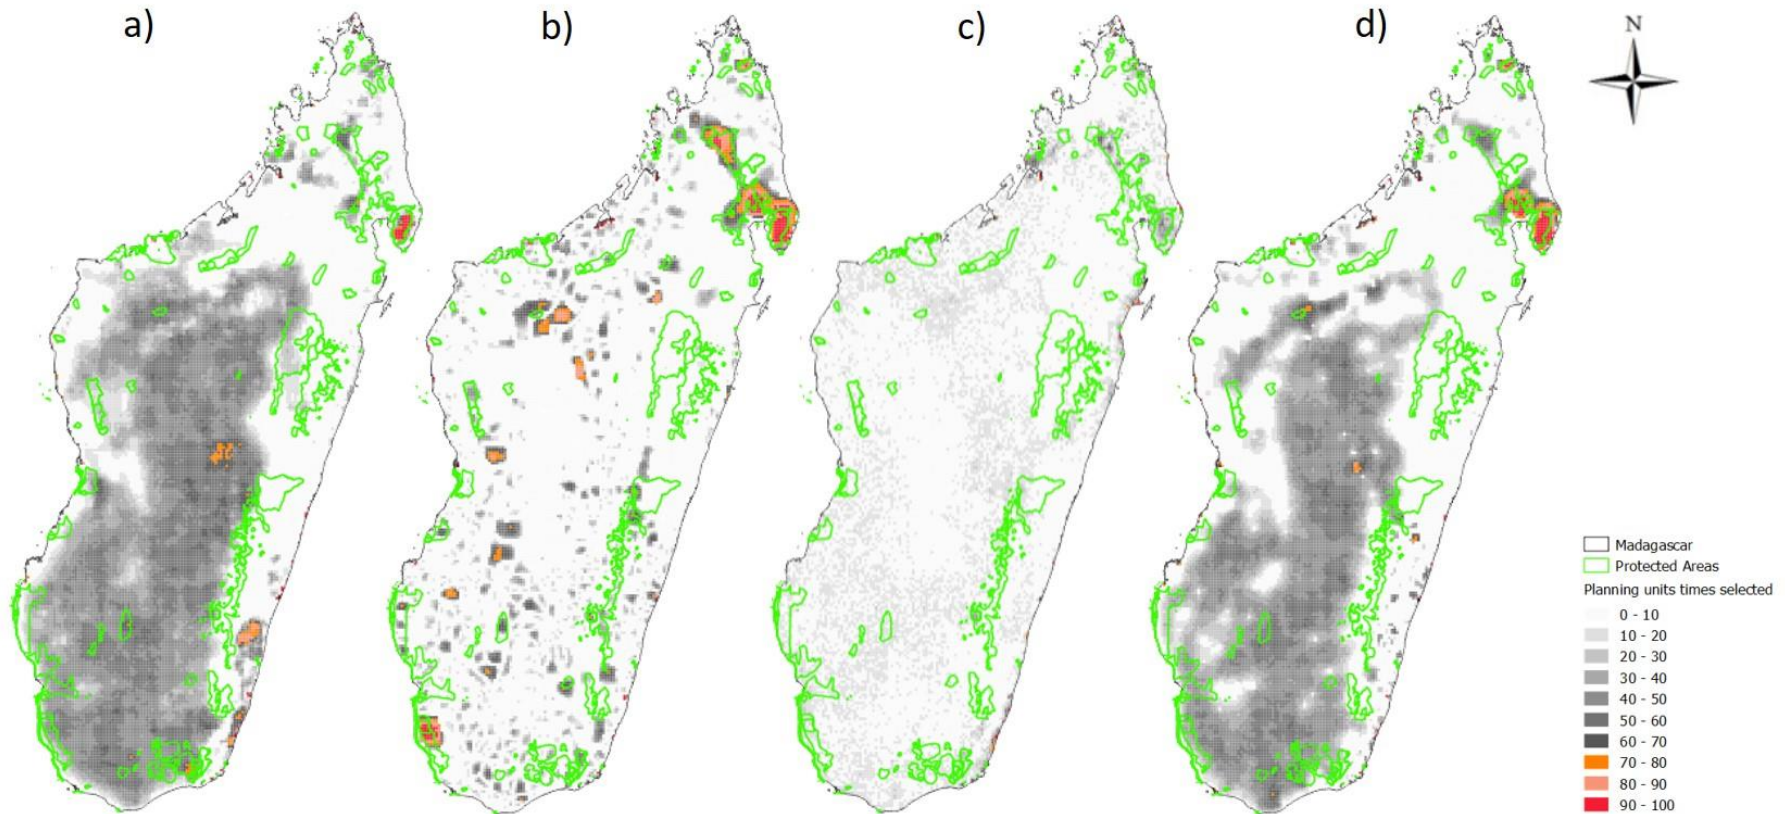 a)
b)
c)
d)
N
Madagascar
Protected Areas
Planning units times selected
0 - 10
10 - 20
20 - 30
30 - 40
40 - 50
50 - 60
60 - 70
70 - 80
80 - 90
90 - 100